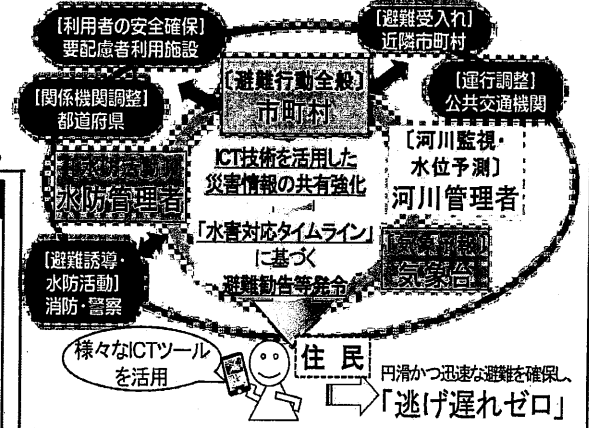 [利用者の安全確保]
要配慮者利用施設
[避難受入れ]
近隣市町村
[関係機関調整]
都道府県
[避難行動全般]
市町村
[運行調整]
公共交通機関
水防管理者
ICT技術を活用した
災害情報の共有強化
[河川監視・
水位予測]
河川管理者
「水害対応タイムライン」
に基づく
避難勧告等発令
[気象予報]
気象台
[避難誘導・
水防活動]
消防・警察
様々なICTツール
を活用
住民
円滑かつ迅速な避難を確保し、
「逃げ遅れゼロ」